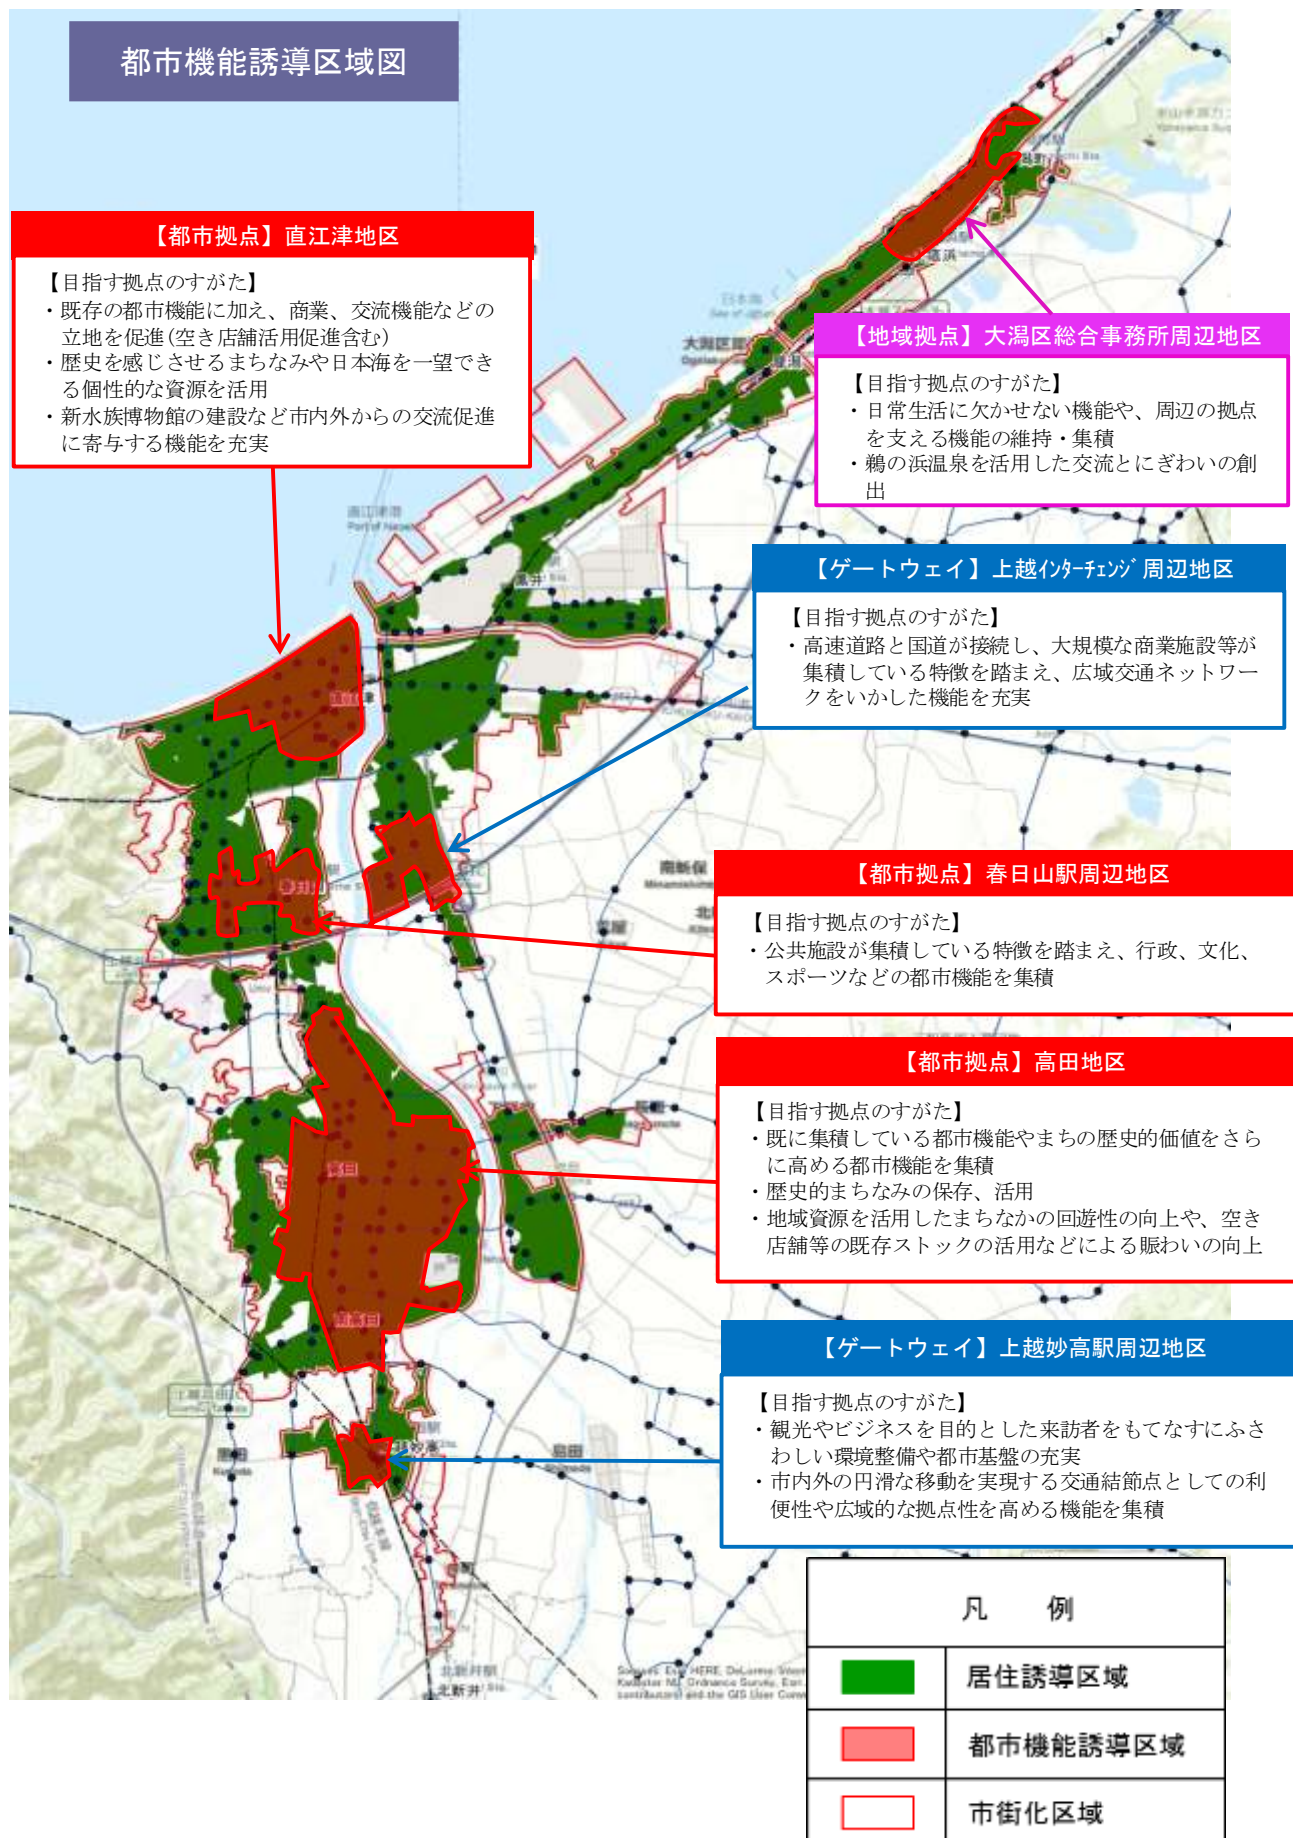 都市機能誘導区域図
【都市拠点】直江津地区
【目指す拠点のすがた】
・既存の都市機能に加え、商業、交流機能などの
立地を促進(空き店舗活用促進含む)
・歴史を感じさせるまちなみや日本海を一望でき
る個性的な資源を活用
・新水族博物館の建設など市内外からの交流促進
に寄与する機能を充実
【地域拠点】大潟区総合事務所周辺地区
【目指す拠点のすがた】
・日常生活に欠かせない機能や、周辺の拠点
を支える機能の維持・集積
・鵜の浜温泉を活用した交流とにぎわいの創
出
【ゲートウェイ】上越インターチェンジ周辺地区
【目指す拠点のすがた】
・高速道路と国道が接続し、大規模な商業施設等が
集積している特徴を踏まえ、広域交通ネットワー
クをいかした機能を充実
【都市拠点】春日山駅周辺地区
【目指す拠点のすがた】
・公共施設が集積している特徴を踏まえ、行政、文化、
スポーツなどの都市機能を集積
【都市拠点】高田地区
【目指す拠点のすがた】
・既に集積している都市機能やまちの歴史的価値をさら
に高める都市機能を集積
・歴史的まちなみの保存、活用
・地域資源を活用したまちなかの回遊性の向上や、空き
店舗等の既存ストックの活用などによる賑わいの向上
【ゲートウェイ】上越妙高駅周辺地区
【目指す拠点のすがた】
・観光やビジネスを目的とした来訪者をもてなすにふさ
わしい環境整備や都市基盤の充実
・市内外の円滑な移動を実現する交通結節点としての利
便性や広域的な拠点性を高める機能を集積
直江津港
Port of
黒井
直江津
南新保
高田
南高田
島田
北新井駅
北新井
凡 例
居住誘導区域
都市機能誘導区域
市街化区域